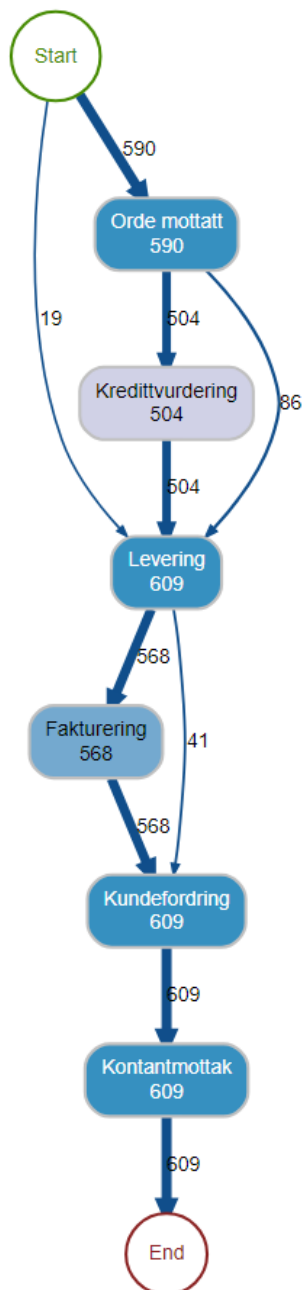 Start
590
Orde mottatt
590
19
504
86
Kredittvurdering
504
504
Levering
609
568
41
Fakturering
568
568
Kundefordring
609
609
Kontantmottak
609
609
End